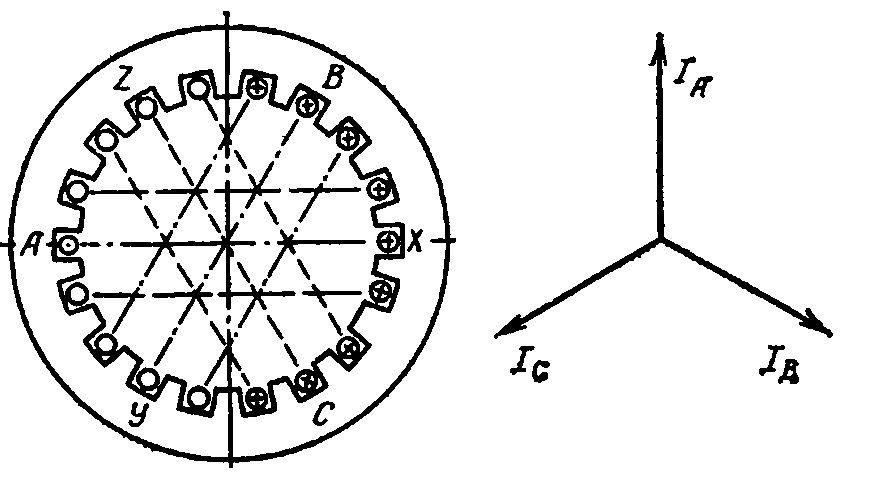 Z B
I_A
A X
I_C I_B
У C